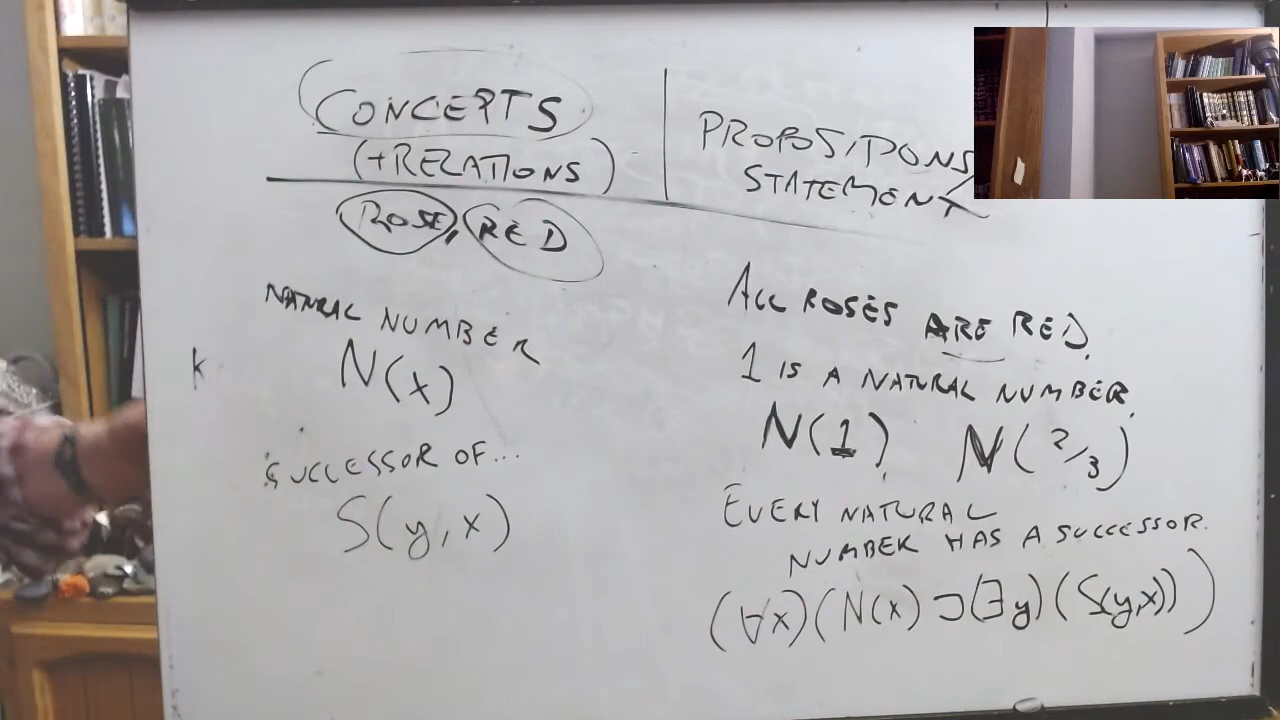 CONCEPTS
(+RELATIONS)
ROSE, RED
NATURAL NUMBER
N(x)
K
SUCCESSOR OF...
S(y,x)
PROPOSITIONS/
STATEMENT
ALL ROSES ARE RED.
1 IS A NATURAL NUMBER.
N(1), N(2/3)
EVERY NATURAL
NUMBER HAS A SUCCESSOR.
(∀x)(N(x)⊃(∃y)(S(y,x)))